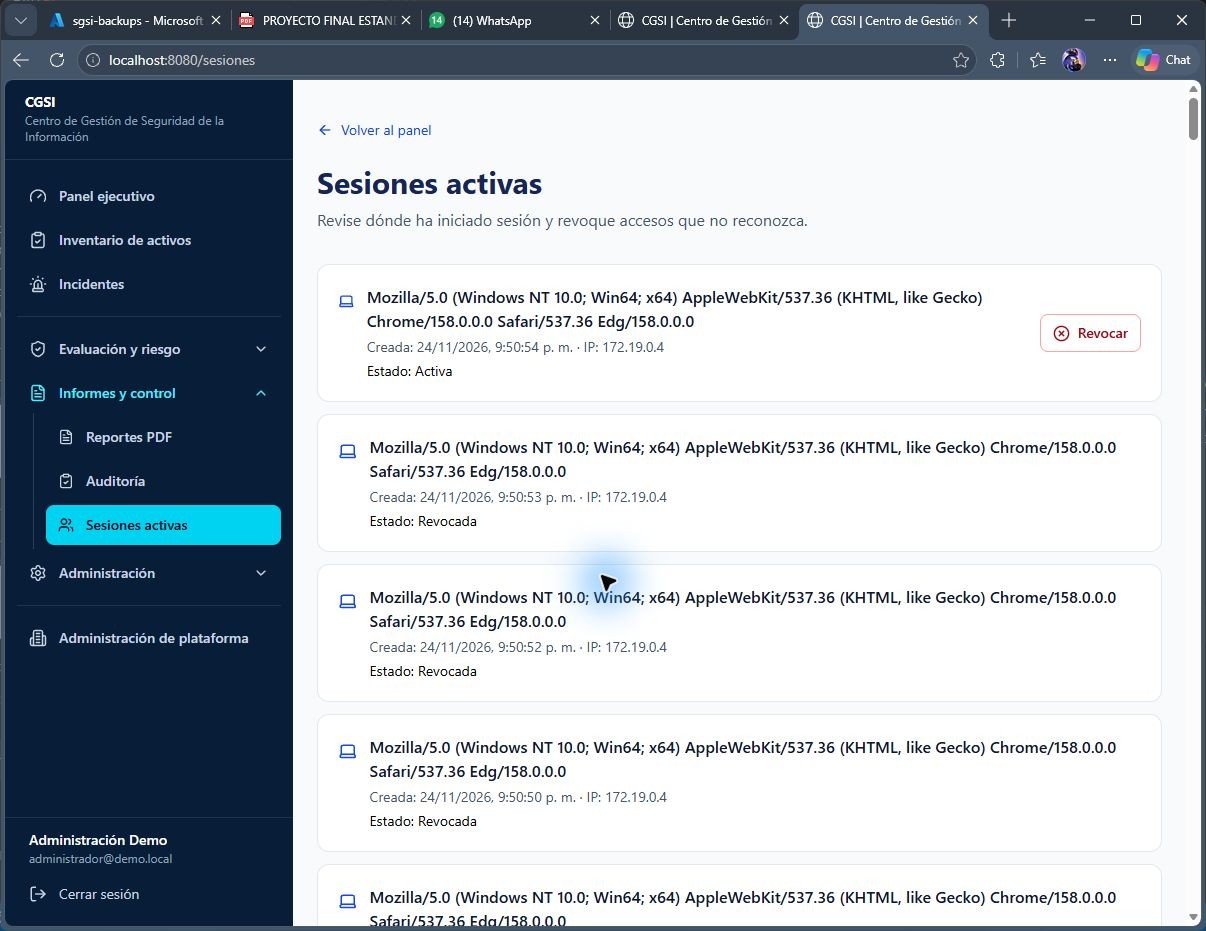 sgsi-backups - Microsoft
PROYECTO FINAL ESTAN
14 (14) WhatsApp
CGSI | Centro de Gestión
CGSI | Centro de Gestión
localhost:8080/sesiones
Chat
CGSI
Centro de Gestión de Seguridad de la
Información
Panel ejecutivo
Inventario de activos
Incidentes
Evaluación y riesgo
Informes y control
Reportes PDF
Auditoría
Sesiones activas
Administración
Administración de plataforma
Administración Demo
administrador@demo.local
Cerrar sesión
Volver al panel
Sesiones activas
Revise dónde ha iniciado sesión y revoque accesos que no reconozca.
Mozilla/5.0 (Windows NT 10.0; Win64; x64) AppleWebKit/537.36 (KHTML, like Gecko)
Chrome/158.0.0.0 Safari/537.36 Edg/158.0.0.0
Creada: 24/11/2026, 9:50:54 p. m. · IP: 172.19.0.4
Estado: Activa
Revocar
Mozilla/5.0 (Windows NT 10.0; Win64; x64) AppleWebKit/537.36 (KHTML, like Gecko) Chrome/158.0.0.0
Safari/537.36 Edg/158.0.0.0
Creada: 24/11/2026, 9:50:53 p. m. · IP: 172.19.0.4
Estado: Revocada
Mozilla/5.0 (Windows NT 10.0; Win64; x64) AppleWebKit/537.36 (KHTML, like Gecko) Chrome/158.0.0.0
Safari/537.36 Edg/158.0.0.0
Creada: 24/11/2026, 9:50:52 p. m. · IP: 172.19.0.4
Estado: Revocada
Mozilla/5.0 (Windows NT 10.0; Win64; x64) AppleWebKit/537.36 (KHTML, like Gecko) Chrome/158.0.0.0
Safari/537.36 Edg/158.0.0.0
Creada: 24/11/2026, 9:50:50 p. m. · IP: 172.19.0.4
Estado: Revocada
Mozilla/5.0 (Windows NT 10.0; Win64; x64) AppleWebKit/537.36 (KHTML, like Gecko) Chrome/158.0.0.0
Safari/537.36 Edg/158.0.0.0